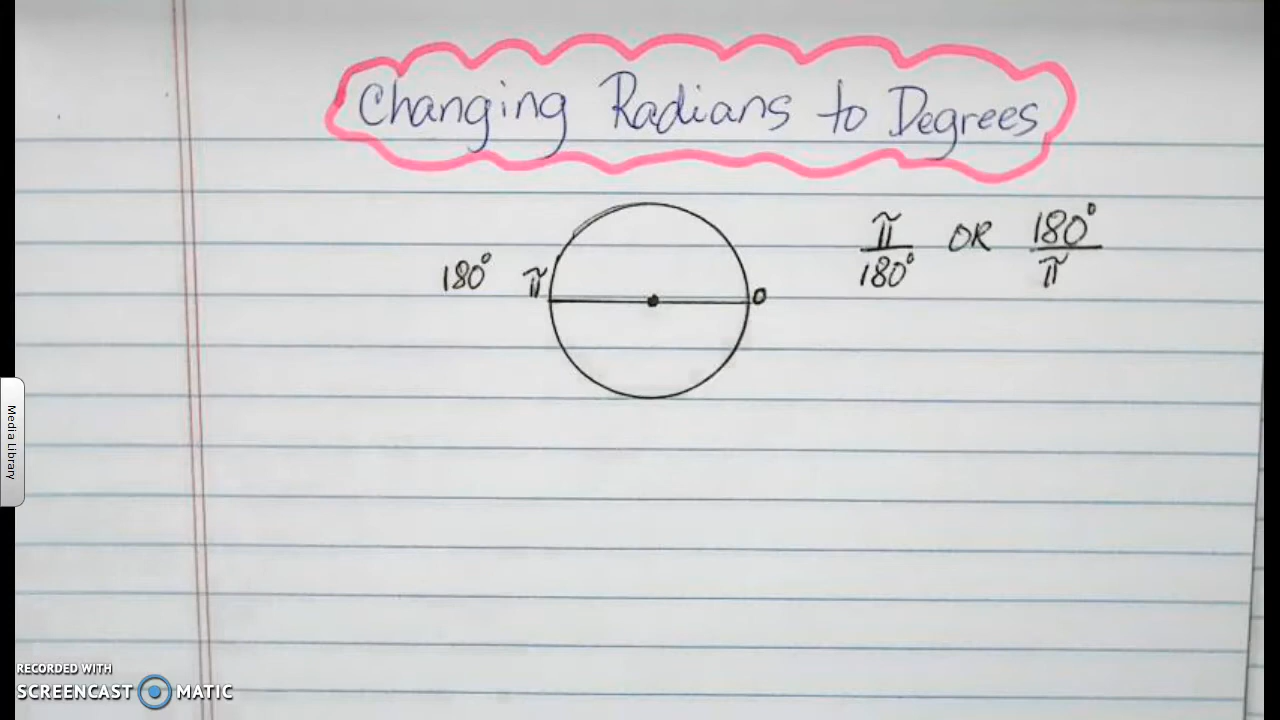 Changing Radians to Degrees
180° π 0
π/180° OR 180°/π
Media Library
RECORDED WITH
SCREENCAST MATIC